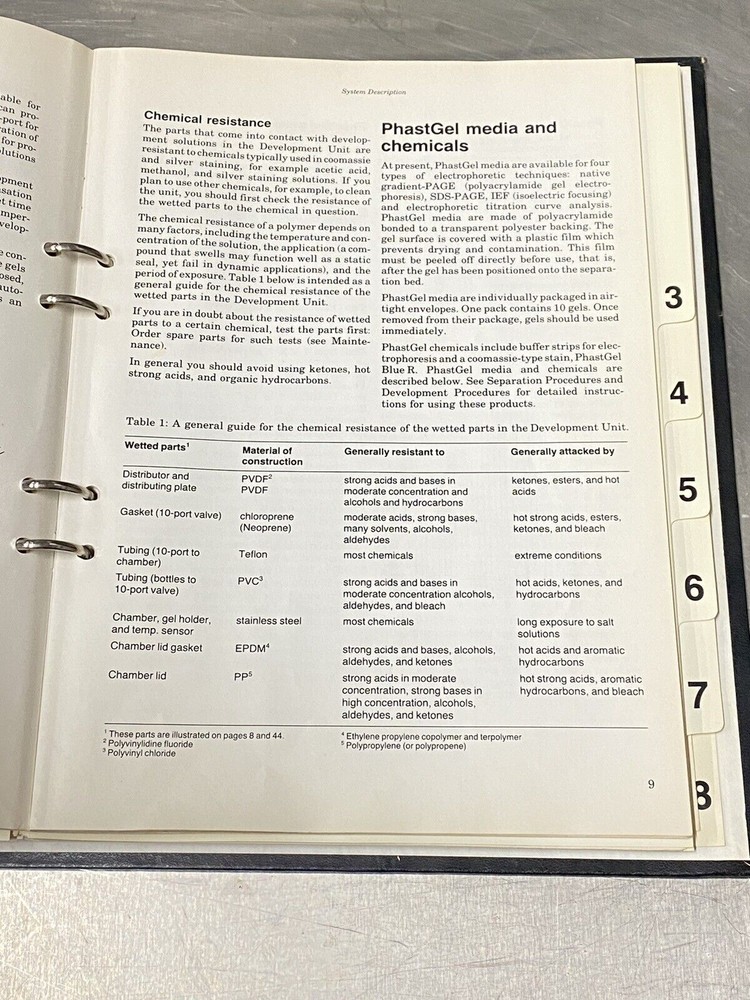 able for
can pro-
port for
ration of
for pro-
lutions
pment
sation
t time
mper-
velop-
e con-
e gels
osed,
auto-
s an
System Description
Chemical resistance
The parts that come into contact with develop-
ment solutions in the Development Unit are
resistant to chemicals typically used in coomassie
and silver staining, for example acetic acid,
methanol, and silver staining solutions. If you
plan to use other chemicals, for example, to clean
the unit, you should first check the resistance of
the wetted parts to the chemical in question.
The chemical resistance of a polymer depends on
many factors, including the temperature and con-
centration of the solution, the application (a com-
pound that swells may function well as a static
seal, yet fail in dynamic applications), and the
period of exposure. Table 1 below is intended as a
general guide for the chemical resistance of the
wetted parts in the Development Unit.
If you are in doubt about the resistance of wetted
parts to a certain chemical, test the parts first:
Order spare parts for such tests (see Mainte-
nance).
In general you should avoid using ketones, hot
strong acids, and organic hydrocarbons.
PhastGel media and
chemicals
At present, PhastGel media are available for four
types of electrophoretic techniques: native
gradient-PAGE (polyacrylamide gel electro-
phoresis), SDS-PAGE, IEF (isoelectric focusing)
and electrophoretic titration curve analysis.
PhastGel media are made of polyacrylamide
bonded to a transparent polyester backing. The
gel surface is covered with a plastic film which
prevents drying and contamination. This film
must be peeled off directly before use, that is,
after the gel has been positioned onto the separa-
tion bed.
PhastGel media are individually packaged in air-
tight envelopes. One pack contains 10 gels. Once
removed from their package, gels should be used
immediately.
PhastGel chemicals include buffer strips for elec-
trophoresis and a coomassie-type stain, PhastGel
Blue R. PhastGel media and chemicals are
described below. See Separation Procedures and
Development Procedures for detailed instruc-
tions for using these products.
Table 1: A general guide for the chemical resistance of the wetted parts in the Development Unit.
Wetted parts¹ Material of construction Generally resistant to Generally attacked by
Distributor and PVDF² strong acids and bases in ketones, esters, and hot
distributing plate PVDF moderate concentration and acids
alcohols and hydrocarbons
Gasket (10-port valve) chloroprene moderate acids, strong bases, hot strong acids, esters,
(Neoprene) many solvents, alcohols, ketones, and bleach
aldehydes
Tubing (10-port to Teflon most chemicals extreme conditions
chamber)
Tubing (bottles to PVC³ strong acids and bases in hot acids, ketones, and
10-port valve) moderate concentration alcohols, hydrocarbons
aldehydes, and bleach
Chamber, gel holder, stainless steel most chemicals long exposure to salt
and temp. sensor solutions
Chamber lid gasket EPDM⁴ strong acids and bases, alcohols, hot acids and aromatic
aldehydes, and ketones hydrocarbons
Chamber lid PP⁵ strong acids in moderate hot strong acids, aromatic
concentration, strong bases in hydrocarbons, and bleach
high concentration, alcohols,
aldehydes, and ketones
¹ These parts are illustrated on pages 8 and 44.
² Polyvinylidine fluoride
³ Polyvinyl chloride
⁴ Ethylene propylene copolymer and terpolymer
⁵ Polypropylene (or polypropene)
9
3
4
5
6
7
8